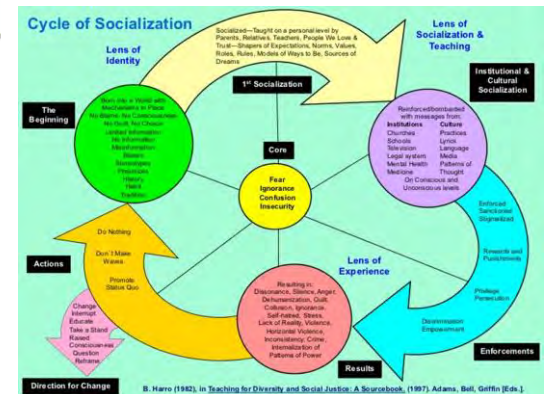 Cycle of Socialization
Lens of
Identity
Socialized—Taught on a personal level by
Parents, Relatives, Teachers, People We Love &
Trust—Shapers of Expectations, Norms, Values,
Roles, Rules, Models of Ways to Be, Sources of
Dreams
Lens of
Socialization
& Teaching
1st Socialization
Institutional &
Cultural
Socialization
The
Beginning
Born into a World with
Mechanisms in Place
No Blame, No Consciousness
No Guilt, No Choice
Limited Information
No Information
Misinformation
Biases
Stereotypes
Prejudices
History
Habit
Tradition
Reinforced/bombarded
with messages from:
Institutions Culture
Churches Practices
Schools Lyrics
Television Language
Legal system Media
Mental Health Patterns of
Medicine Thought
On Conscious and
Unconscious levels
Core
Fear
Ignorance
Confusion
Insecurity
Enforced
Sanctioned
Stigmatized
Rewards and
Punishments
Privilege
Persecution
Discrimination
Empowerment
Enforcements
Lens of
Experience
Resulting in:
Dissonance, Silence, Anger,
Dehumanization, Guilt,
Collusion, Ignorance,
Self-hatred, Stress,
Lack of Reality, Violence,
Horizontal Violence,
Inconsistency, Crime,
Internalization of
Patterns of Power
Results
Do Nothing
Don't Make
Waves
Promote
Status Quo
Actions
Change
Interrupt
Educate
Take a Stand
Raised
Consciousness
Question
Reframe
Direction for Change
B. Harro (1982), in Teaching for Diversity and Social Justice: A Sourcebook, (1997). Adams, Bell, Griffin [Eds.].